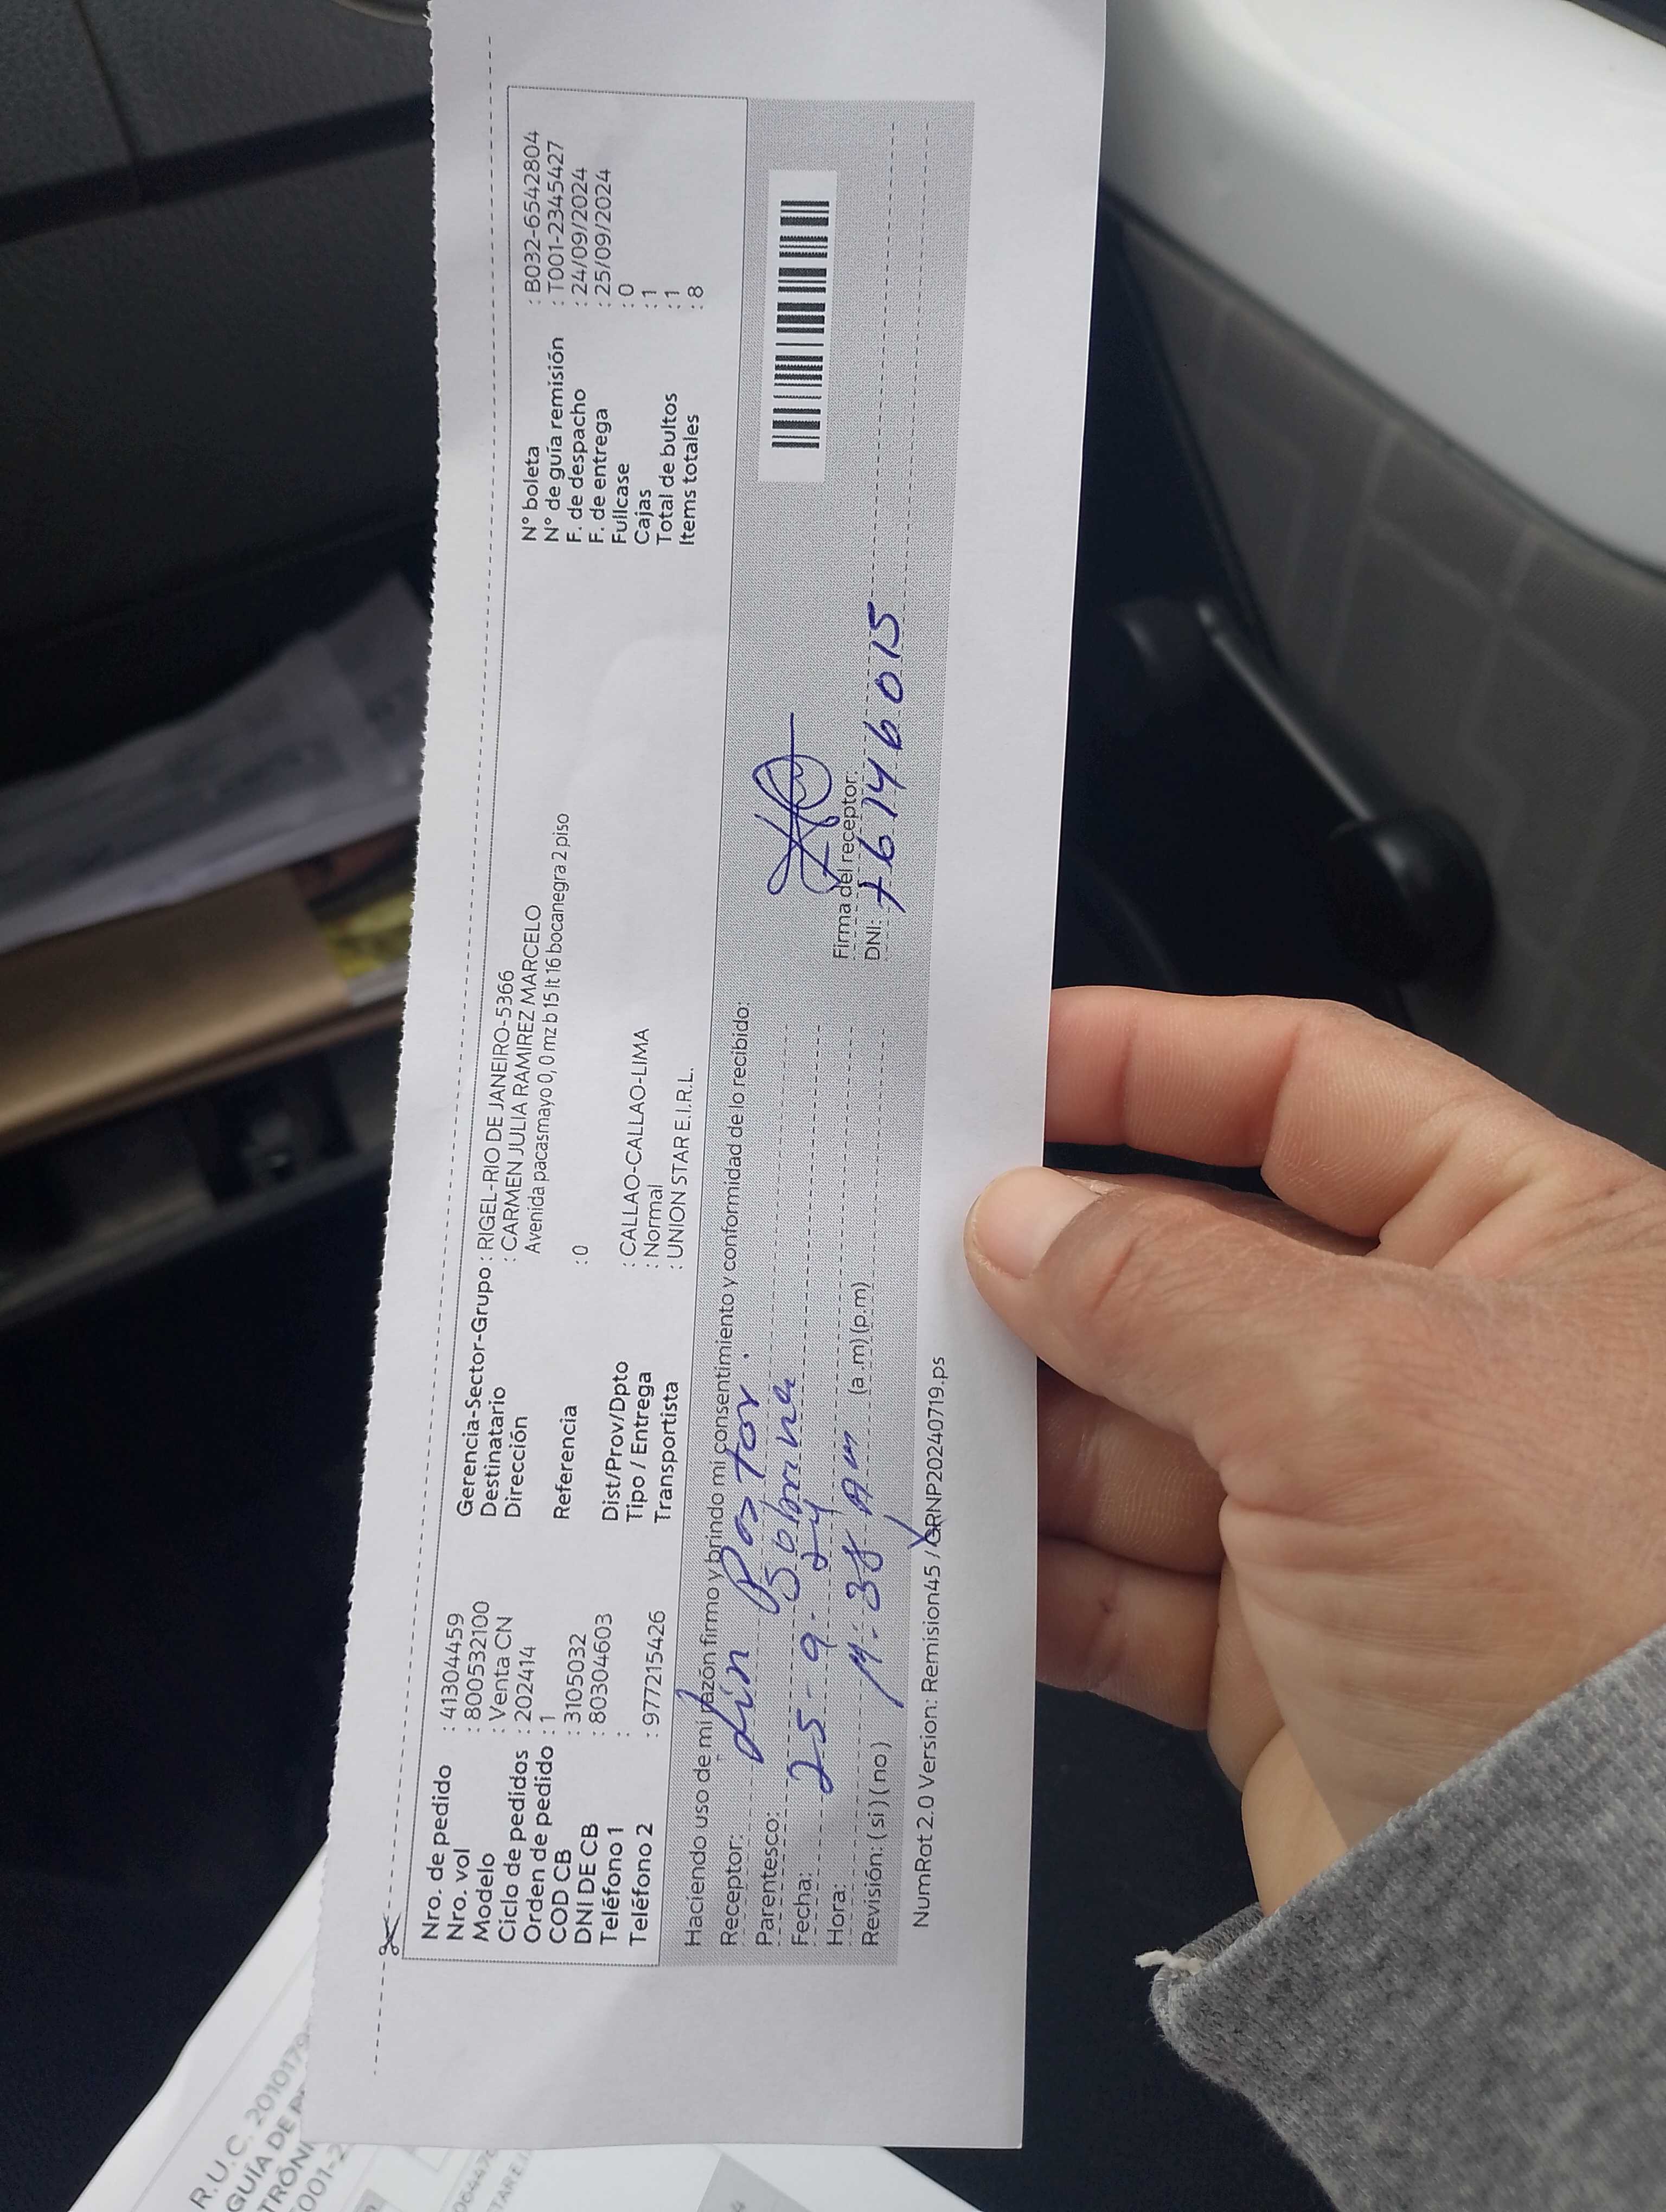 Nro. de pedido : 41304459
Nro. vol : 800532100
Modelo : Venta CN
Ciclo de pedidos : 202414
Orden de pedido : 1
COD CB : 3105032
DNI DE CB : 80304603
Teléfono 1 :
Teléfono 2 : 977215426
Gerencia-Sector-Grupo : RIGEL-RIO DE JANEIRO-5366
Destinatario : CARMEN JULIA RAMIREZ MARCELO
Dirección Avenida pacasmayo 0, 0 mz b 15 lt 16 bocanegra 2 piso
Referencia : 0
Dist/Prov/Dpto : CALLAO-CALLAO-LIMA
Tipo / Entrega : Normal
Transportista : UNION STAR E.I.R.L.
N° boleta : B032-6542804
N° de guía remisión : T001-2345427
F. de despacho : 24/09/2024
F. de entrega : 25/09/2024
Fullcase : 0
Cajas : 1
Total de bultos : 1
Items totales : 8
Haciendo uso de mi razón firmo y brindo mi consentimiento y conformidad de lo recibido:
Receptor: Lin Pastor
Parentesco: Sobrina
Fecha: 25-9-24
Hora: 11:38 AM (a .m) (p.m)
Revisión: (si) (no)
Firma del receptor:
DNI: 76146015
NumRot 2.0 Version: Remision45 /GRNP20240719.ps
R.U.C. 2010179
GUÍA DE